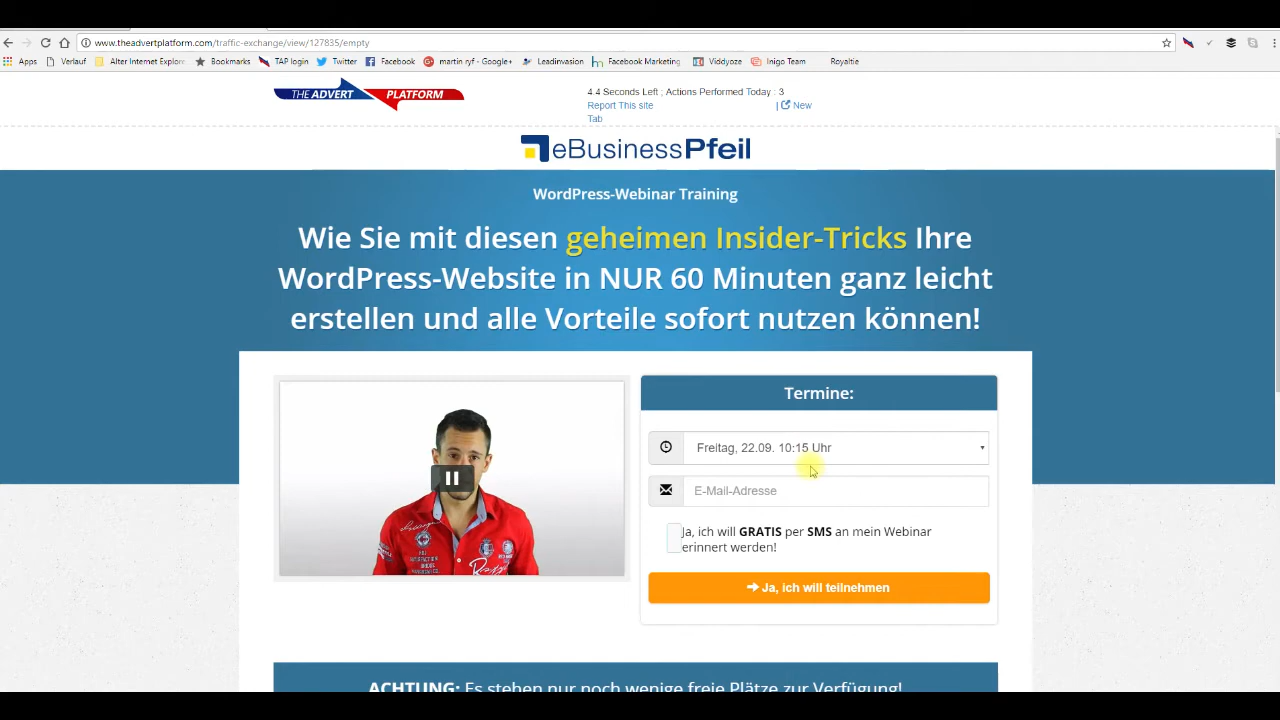 www.theadvertplatform.com/traffic-exchange/view/127835/empty
Apps Verlauf Alter Internet Explore Bookmarks TAP login Twitter Facebook martin ryf - Google+ Leadinvasion Facebook Marketing Viddyoze Inigo Team Royaltie
THE ADVERT PLATFORM
4.4 Seconds Left ; Actions Performed Today : 3
Report This site | New
Tab
eBusinessPfeil
WordPress-Webinar Training
Wie Sie mit diesen geheimen Insider-Tricks Ihre
WordPress-Website in NUR 60 Minuten ganz leicht
erstellen und alle Vorteile sofort nutzen können!
Termine:
Freitag, 22.09. 10:15 Uhr
E-Mail-Adresse
Ja, ich will GRATIS per SMS an mein Webinar
erinnert werden!
Ja, ich will teilnehmen
ACHTUNG: Es stehen nur noch wenige freie Plätze zur Verfügung!